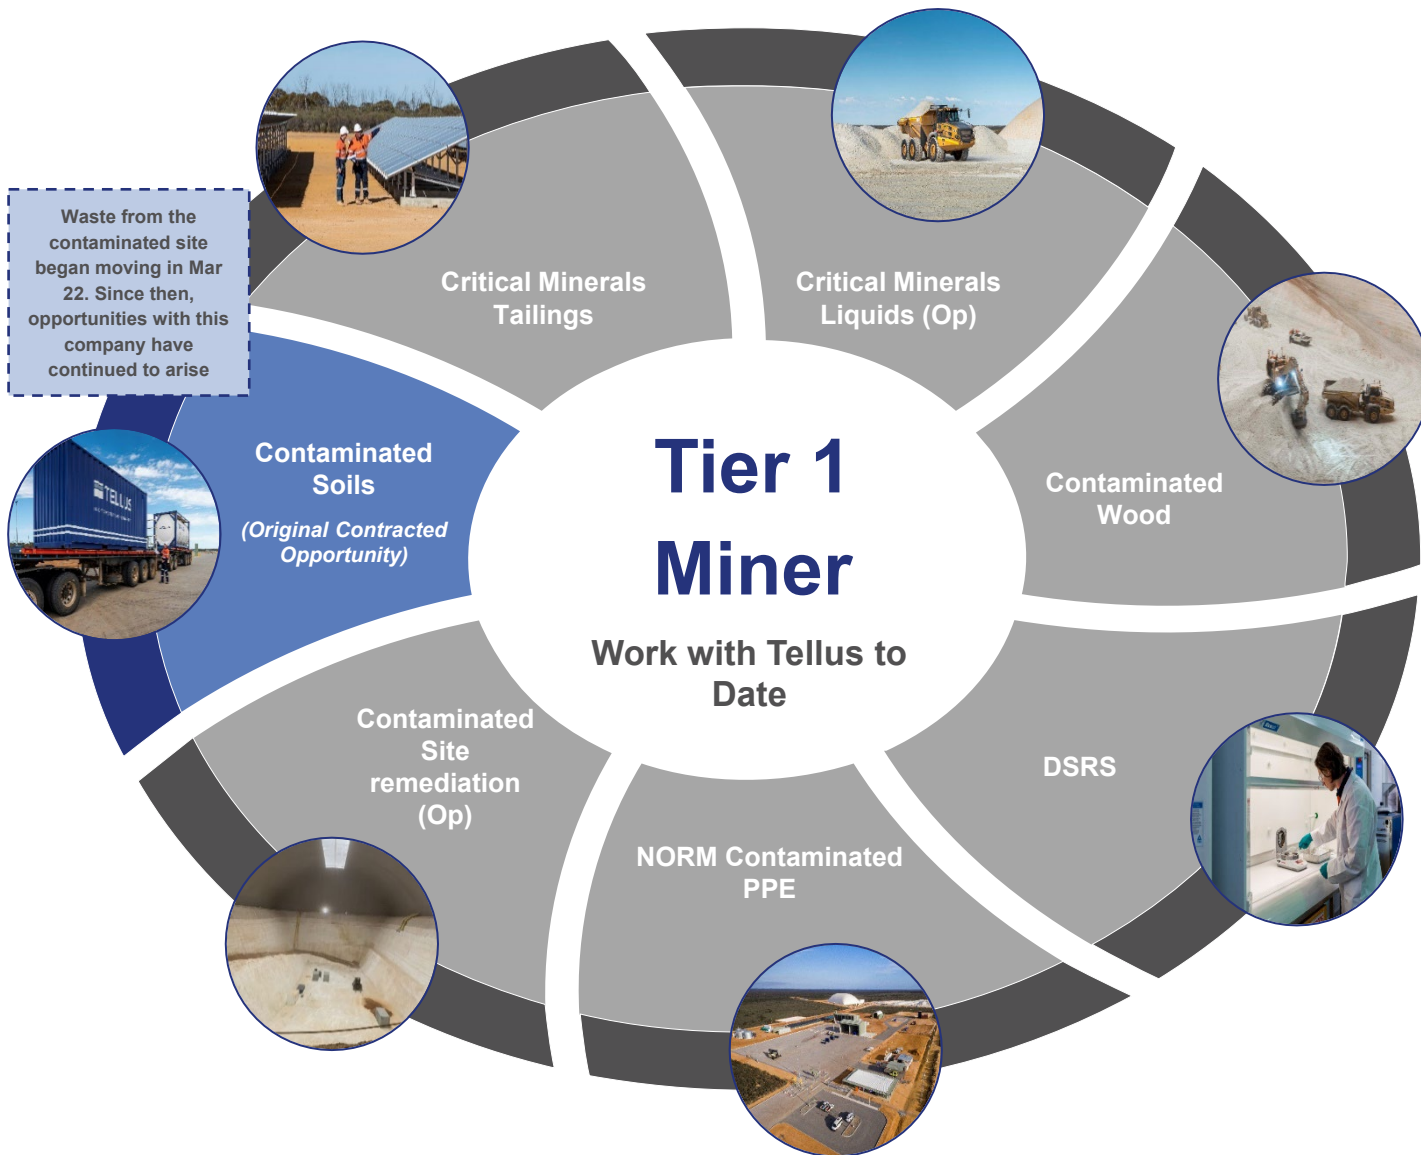 Waste from the
contaminated site
began moving in Mar
22. Since then,
opportunities with this
company have
continued to arise
Critical Minerals
Tailings
Critical Minerals
Liquids (Op)
Contaminated
Soils
(Original Contracted
Opportunity)
TELLUS
Tier 1
Miner
Work with Tellus to
Date
Contaminated
Wood
Contaminated
Site
remediation
(Op)
DSRS
NORM Contaminated
PPE